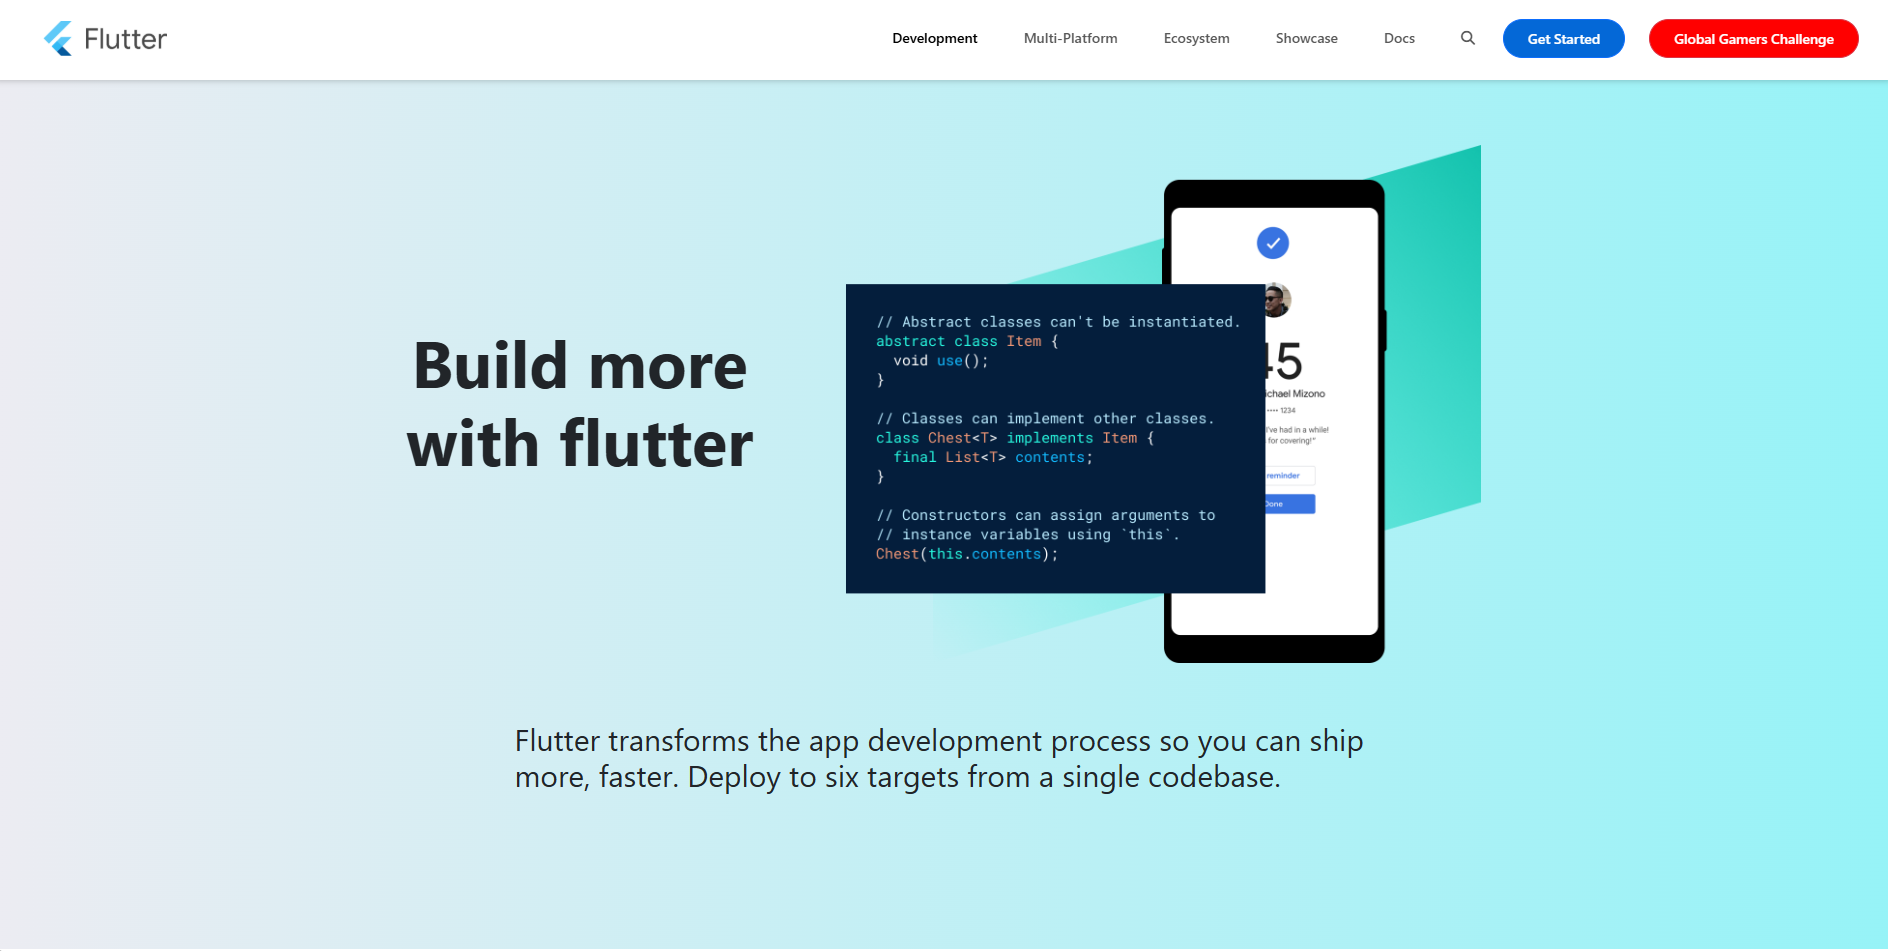 Flutter
Development Multi-Platform Ecosystem Showcase Docs Get Started Global Gamers Challenge
Build more
with flutter
// Abstract classes can't be instantiated.
abstract class Item {
void use();
}
// Classes can implement other classes.
class Chest<T> implements Item {
final List<T> contents;
}
// Constructors can assign arguments to
// instance variables using `this`.
Chest(this.contents);
45
ichael Mizono
•••• 1234
I've had in a while!
for covering!"
reminder
Done
Flutter transforms the app development process so you can ship
more, faster. Deploy to six targets from a single codebase.